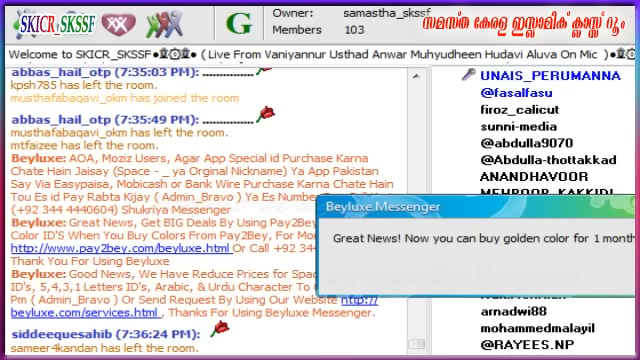 SKICR SKSSF
G
Owner: samastha_skssf
Members 103
സമസ്ത കേരള ഇസ്ലാമിക് ക്ലാസ്സ് റൂം
Welcome to SKICR_SKSSF ( Live From Vaniyannur Usthad Anwar Muhyudheen Hudavi Aluva On Mic )
abbas_hail_otp (7:35:03 PM): ...............
kpsh785 has left the room.
musthafabaqavi_okm has joined the room
abbas_hail_otp (7:35:49 PM): ...............
musthafabaqavi_okm has left the room.
mtfaizee has left the room.
Beyluxe: AOA, Moziz Users, Agar App Special id Purchase Karna
Chate Hain Jaisay (Space - _ ya Orginal Nickname) Ya App Pakistan
Say Via Easypaisa, Mobicash or Bank Wire Purchase Karna Chate Hain
Tou Es id Pay Rabta Kijay ( Admin_Bravo ) Ya Es Number
(+92 344 4440604) Shukriya Messenger
Beyluxe: Great News, Get BIG Deals By Using Pay2Bey
Color ID'S When You Buy Colors From Pay2Bey, For
http://www.pay2bey.com/beyluxe.html Or Call +92 344
Thank You For Using Beyluxe
Beyluxe: Good News, We Have Reduce Prices for
ID's, 5,4,3,1 Letters ID's, Arabic, & Urdu Character To
Pm ( Admin_Bravo ) Or Send Request By Using Our Website http://
beyluxe.com/services.html , Thanks For Using Beyluxe Messenger.
siddeequesahib (7:36:24 PM):
sameer4kandan has left the room.
UNAIS_PERUMANNA
@fasalfasu
firoz_calicut
sunni-media
@abdulla9070
@Abdulla-thottakkad
ANANDHAVOOR
MEHROOR_KAKKIDI
Beyluxe Messenger
Great News! Now you can buy golden color for 1 month
arnadwi88
mohammedmalayil
@RAYEES.NP